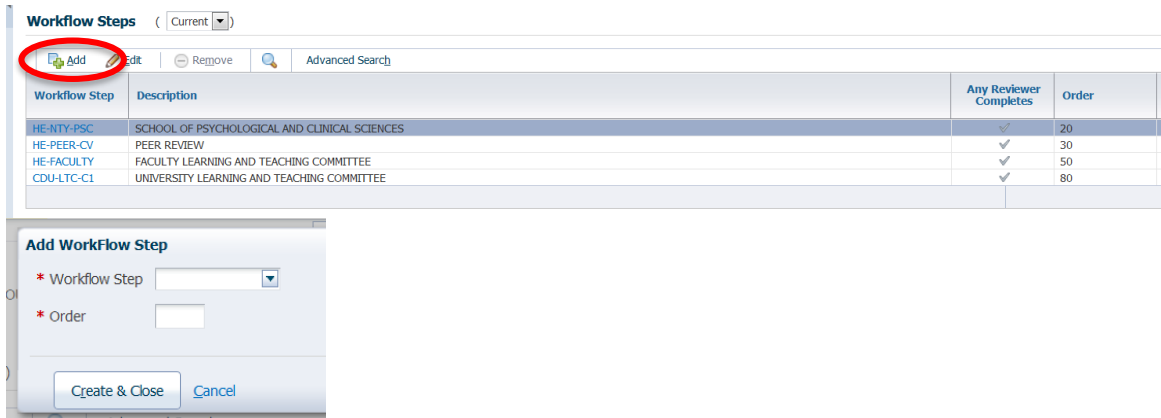 Workflow Steps ( Current )
Add Edit Remove Advanced Search
Workflow Step Description Any Reviewer Completes Order
HE-NTY-PSC SCHOOL OF PSYCHOLOGICAL AND CLINICAL SCIENCES 20
HE-PEER-CV PEER REVIEW 30
HE-FACULTY FACULTY LEARNING AND TEACHING COMMITTEE 50
CDU-LTC-C1 UNIVERSITY LEARNING AND TEACHING COMMITTEE 80
Add WorkFlow Step
* Workflow Step
* Order
Create & Close Cancel